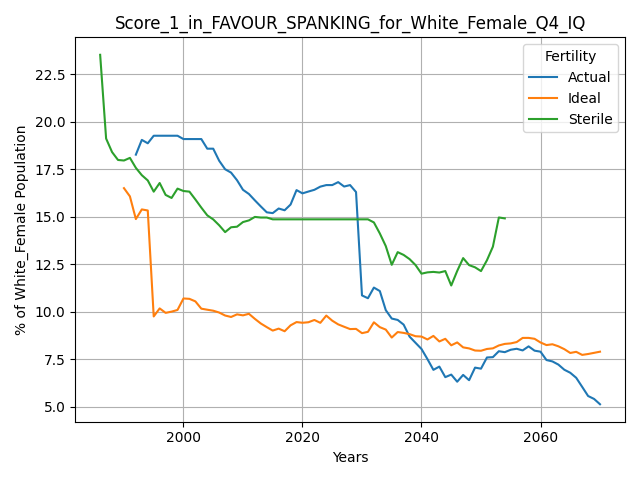 Score_1_in_FAVOUR_SPANKING_for_White_Female_Q4_IQ
Fertility
Actual
Ideal
Sterile
% of White_Female Population
22.5
20.0
17.5
15.0
12.5
10.0
7.5
5.0
2000
2020
2040
2060
Years